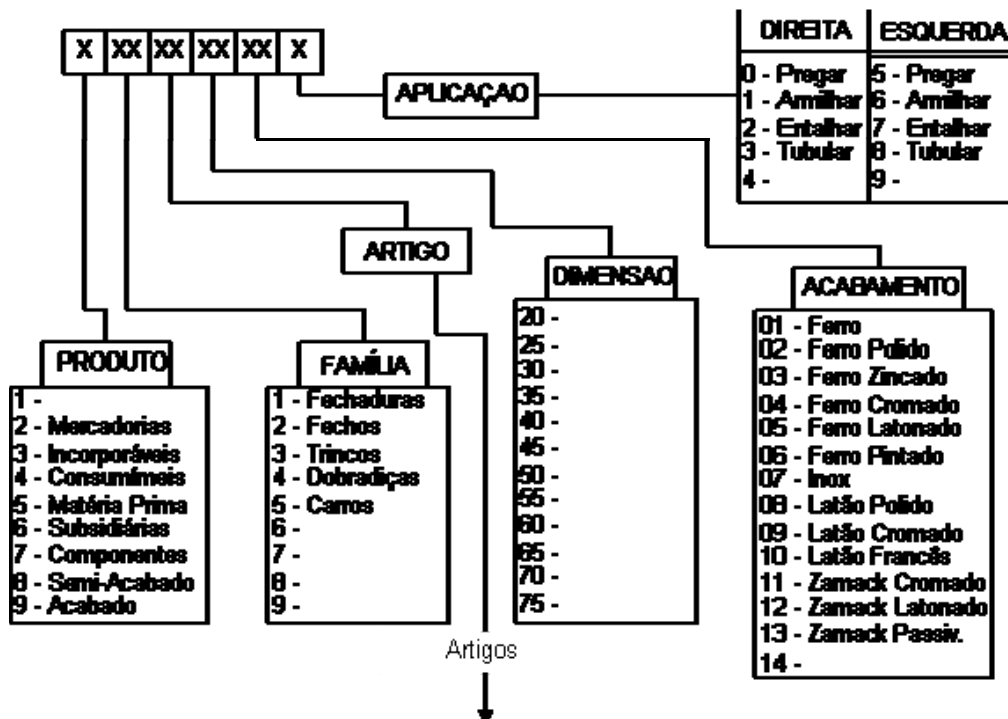 X XX XX XX XX X
APLICAÇAO
DIREITA ESQUERDA
0 - Pregar 5 - Pregar
1 - Armilhar 6 - Armilhar
2 - Entalhar 7 - Entalhar
3 - Tubular 8 - Tubular
4 - 9 -
ARTIGO
PRODUTO
1 -
2 - Mercadorias
3 - Incorporáveis
4 - Consumímeis
5 - Matéria Prima
6 - Subsidiárias
7 - Componentes
8 - Semi-Acabado
9 - Acabado
FAMÍLIA
1 - Fechaduras
2 - Fechos
3 - Trincos
4 - Dobradiças
5 - Carros
6 -
7 -
8 -
9 -
DIMENSAO
20 -
25 -
30 -
35 -
40 -
45 -
50 -
55 -
60 -
65 -
70 -
75 -
ACABAMENTO
01 - Ferro
02 - Ferro Polido
03 - Ferro Zincado
04 - Ferro Cromado
05 - Ferro Latonado
06 - Ferro Pintado
07 - Inox
08 - Latão Polido
09 - Latão Cromado
10 - Latão Francês
11 - Zamack Cromado
12 - Zamack Latonado
13 - Zamack Passiv.
14 -
Artigos